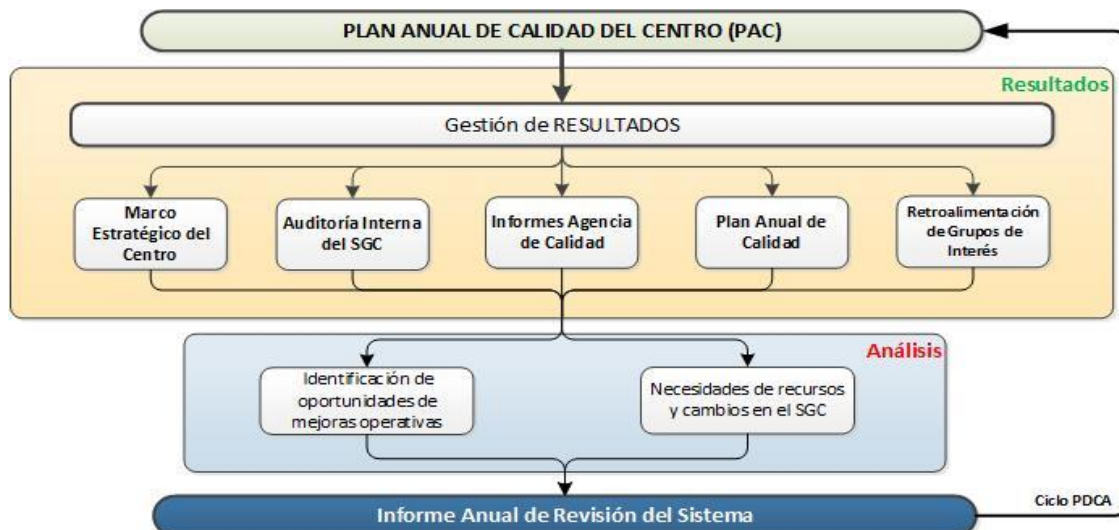 PLAN ANUAL DE CALIDAD DEL CENTRO (PAC)
Resultados
Gestión de RESULTADOS
Marco
Estratégico del
Centro
Auditoría Interna
del SGC
Informes Agencia
de Calidad
Plan Anual de
Calidad
Retroalimentación
de Grupos de
Interés
Análisis
Identificación de
oportunidades de
mejoras operativas
Necesidades de recursos
y cambios en el SGC
Informe Anual de Revisión del Sistema
Ciclo PDCA